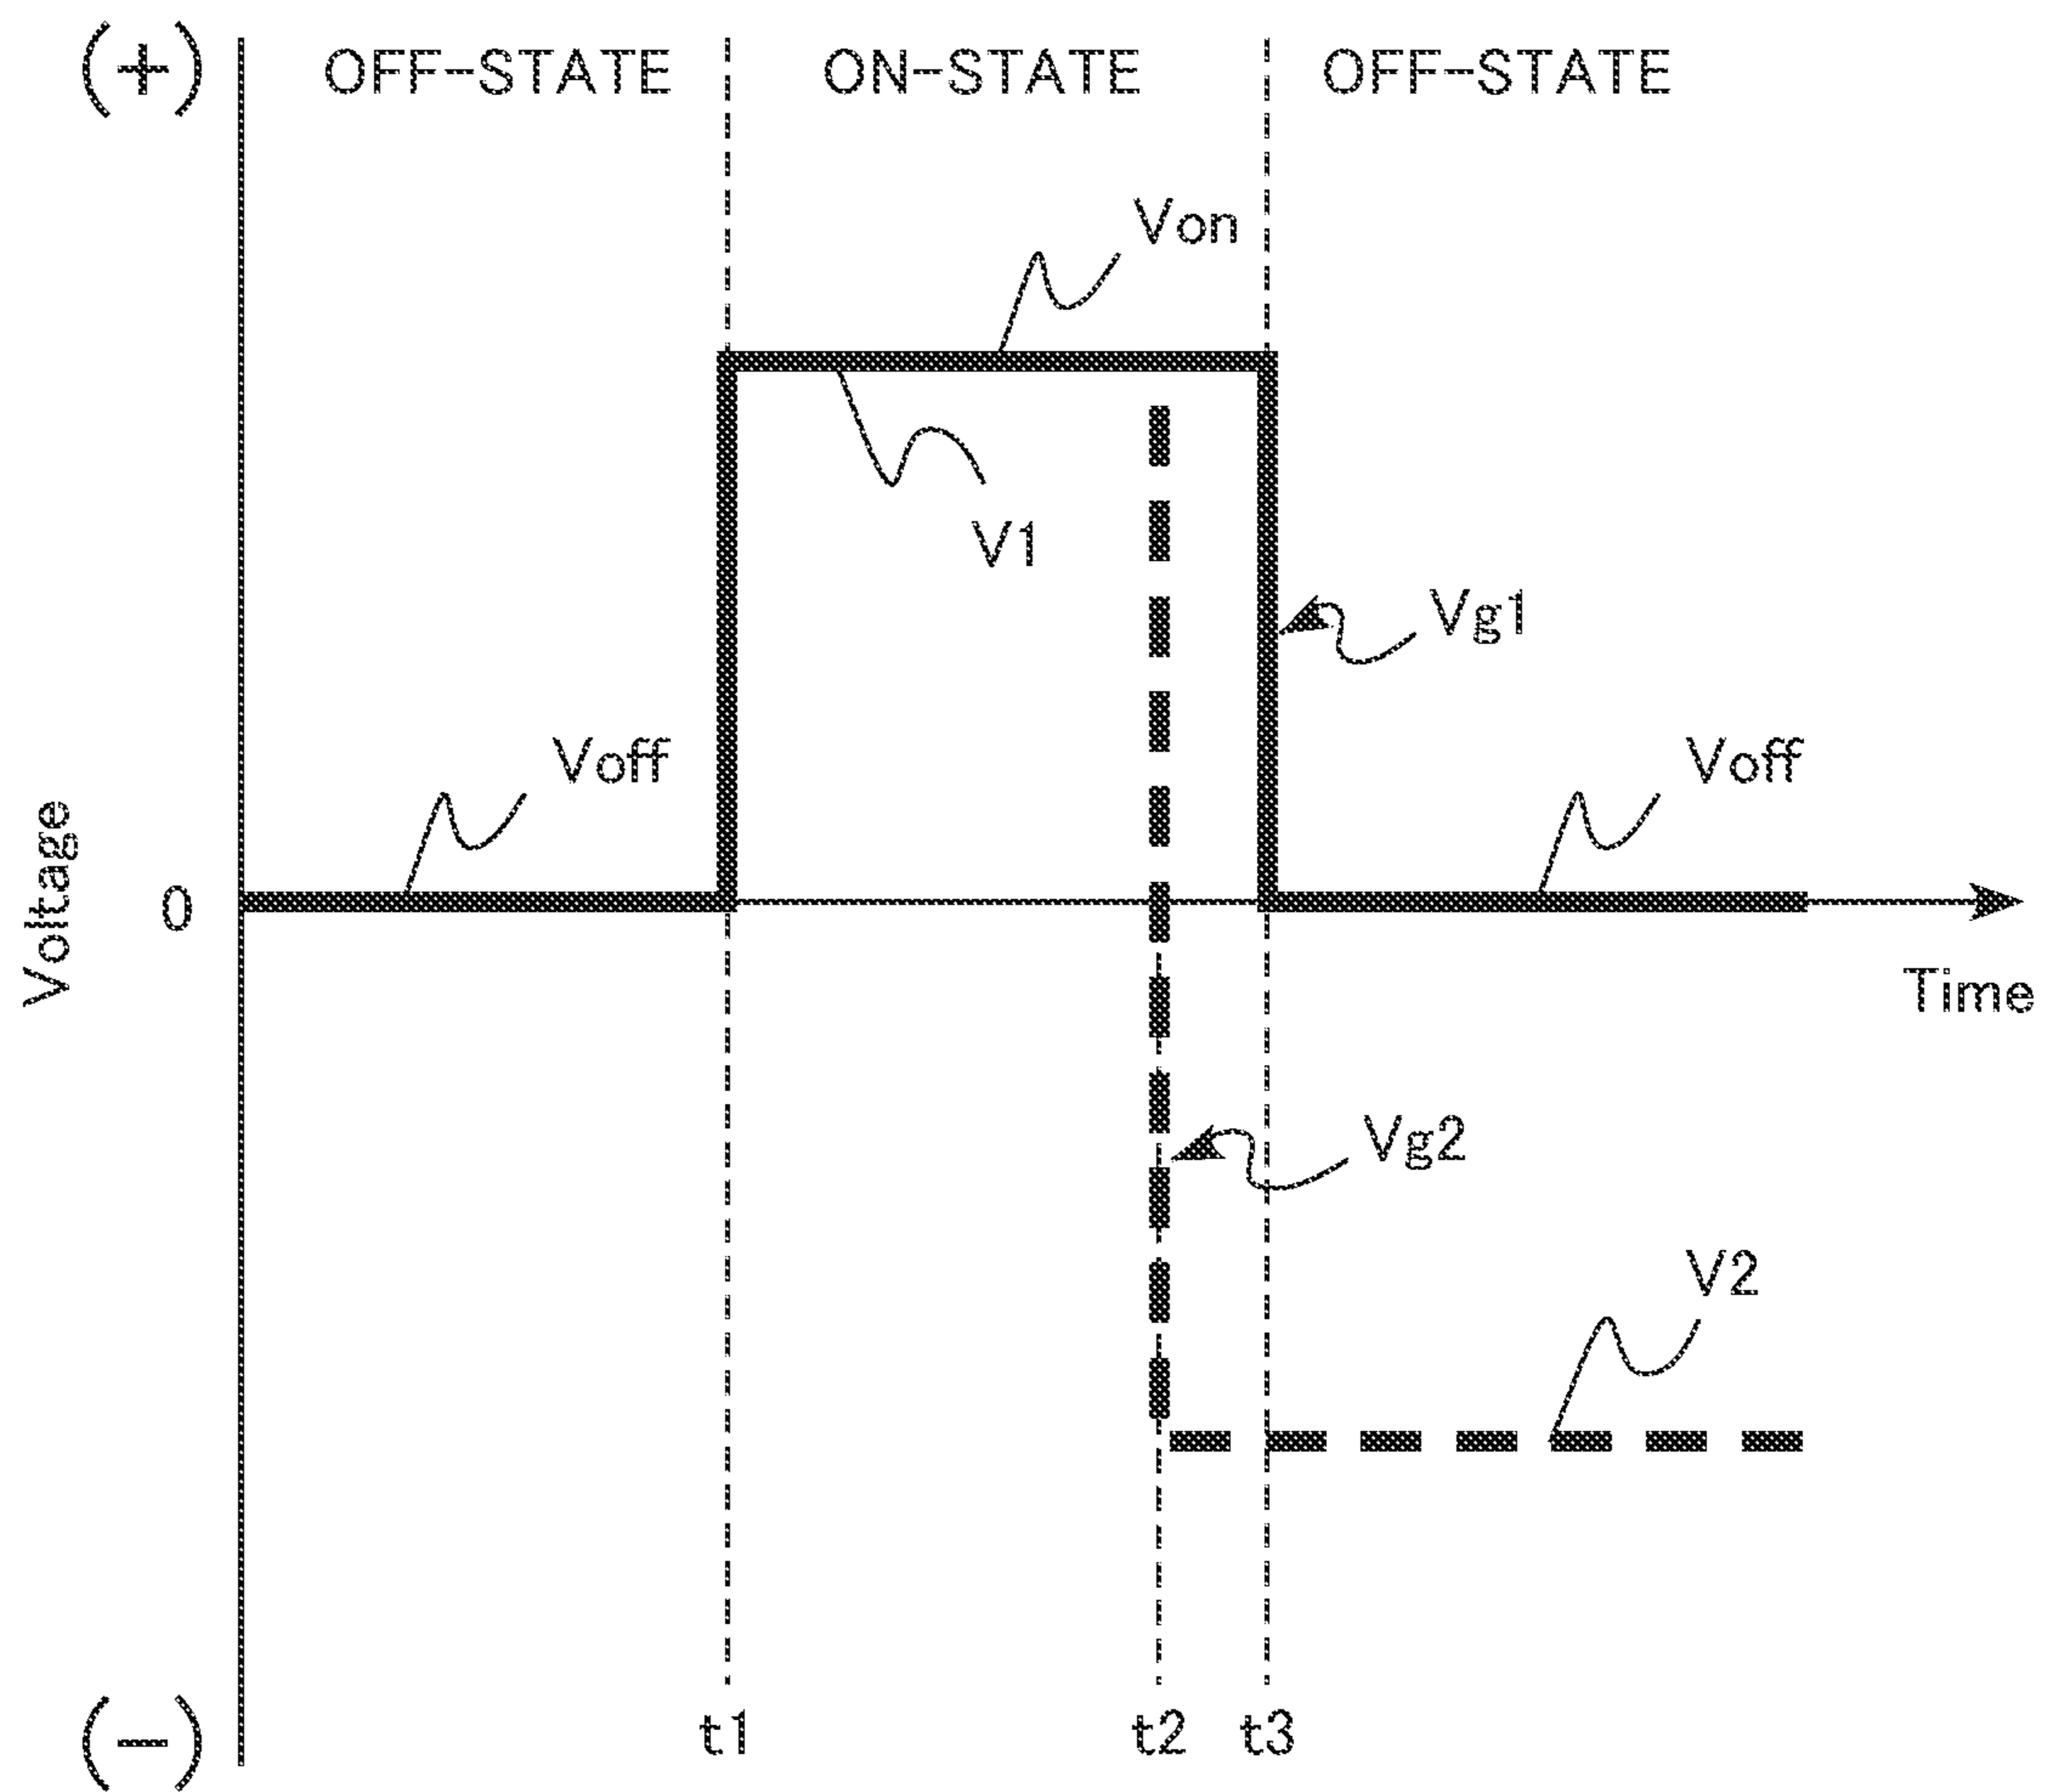 (+)
OFF-STATE
ON-STATE
OFF-STATE
Von
V1
Vg1
Voff
Voff
Voltage
0
Time
Vg2
V2
(-)
t1
t2
t3